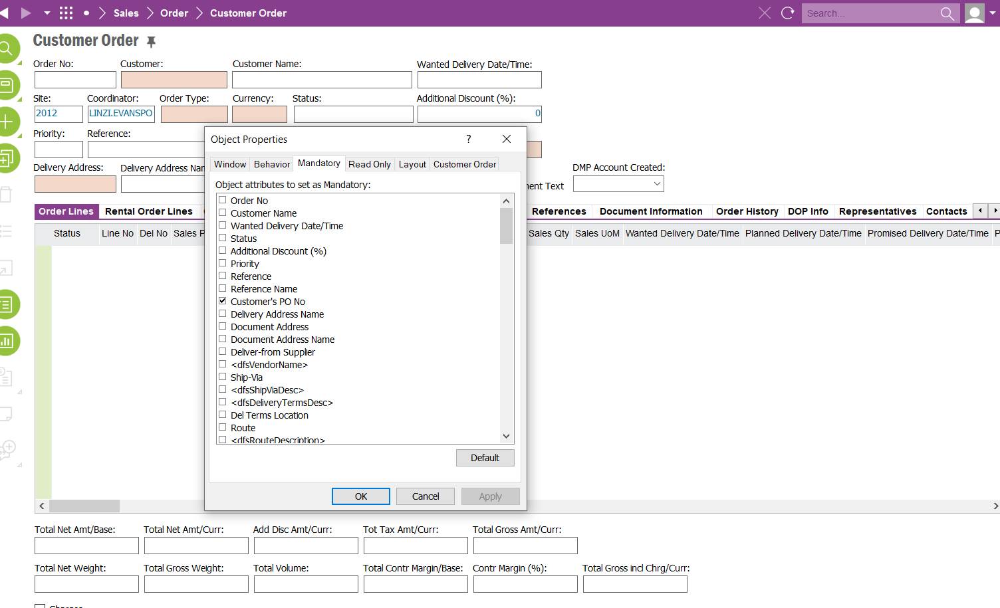 Sales Order Customer Order
Search...
Customer Order
Order No: Customer: Customer Name: Wanted Delivery Date/Time:
Site: Coordinator: Order Type: Currency: Status: Additional Discount (%):
2012 LINZI.EVANSPO 0
Priority: Reference:
Delivery Address: Delivery Address Nam
ment Text
DMP Account Created:
Object Properties ?
Window Behavior Mandatory Read Only Layout Customer Order
Object attributes to set as Mandatory:
Order No
Customer Name
Wanted Delivery Date/Time
Status
Additional Discount (%)
Priority
Reference
Reference Name
Customer's PO No
Delivery Address Name
Document Address
Document Address Name
Deliver-from Supplier
<dfsVendorName>
Ship-Via
<dfsShipViaDesc>
<dfsDeliveryTermsDesc>
Del Terms Location
Route
<dfsRouteDescription>
Default
OK Cancel Apply
Order Lines Rental Order Lines References Document Information Order History DOP Info Representatives Contacts
Status Line No Del No Sales P Sales Qty Sales UoM Wanted Delivery Date/Time Planned Delivery Date/Time Promised Delivery Date/Time P
Total Net Amt/Base: Total Net Amt/Curr: Add Disc Amt/Curr: Tot Tax Amt/Curr: Total Gross Amt/Curr:
Total Net Weight: Total Gross Weight: Total Volume: Total Contr Margin/Base: Contr Margin (%): Total Gross incl Chrg/Curr:
Charges